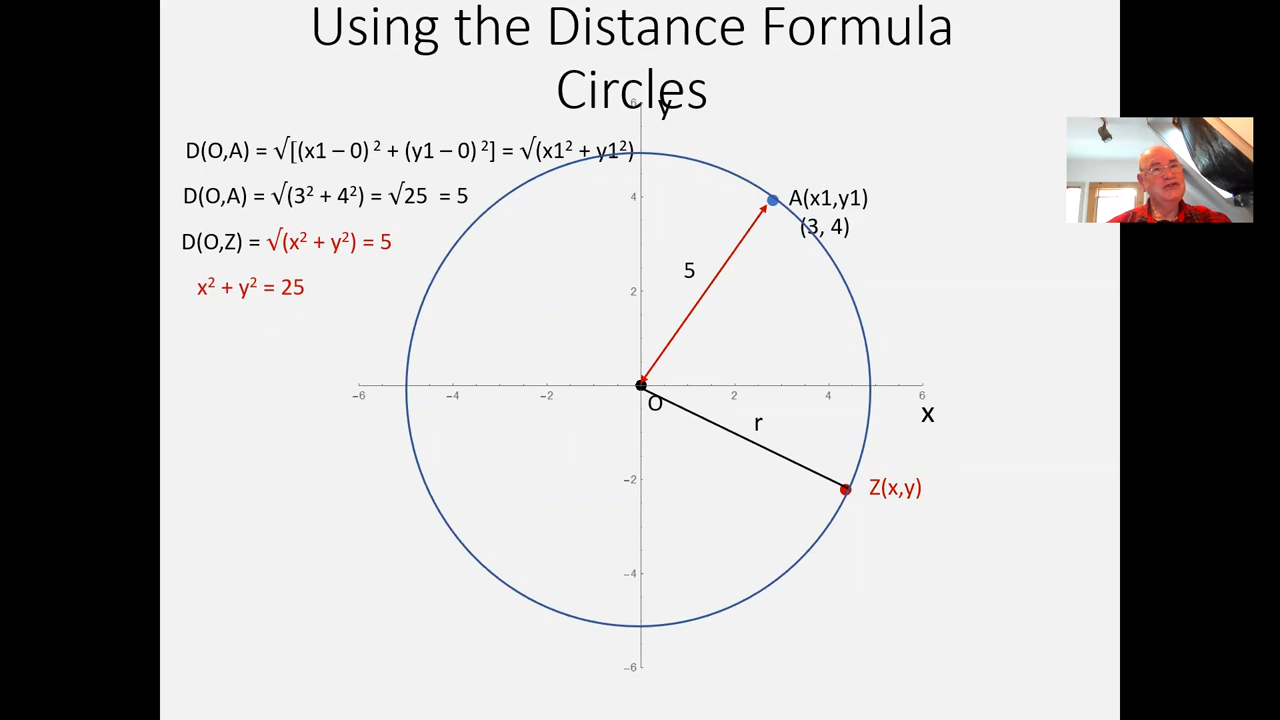 Using the Distance Formula
Circles
D(O,A) = √[(x1 – 0)² + (y1 – 0)²] = √(x1² + y1²)
D(O,A) = √(3² + 4²) = √25 = 5
D(O,Z) = √(x² + y²) = 5
x² + y² = 25
6
y
4
A(x1,y1)
(3, 4)
5
2
−6
−4
−2
2
4
6
O
x
r
−2
Z(x,y)
−4
−6